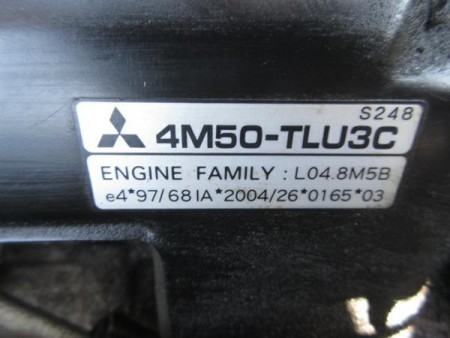 S248
4M50-TLU3C
ENGINE FAMILY : L04.8M5B
e4*97/68IA*2004/26*0165*03